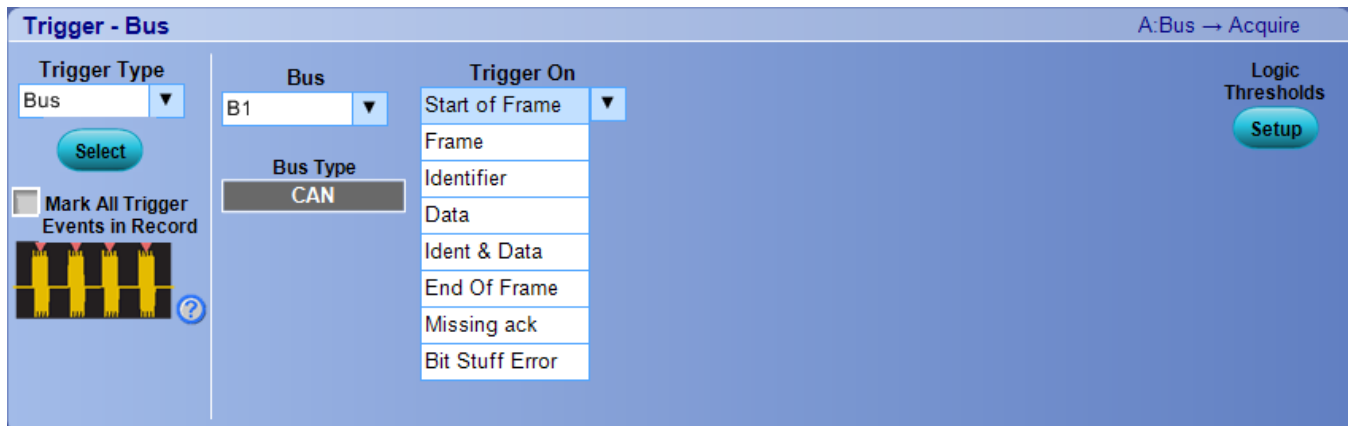 Trigger - Bus
A:Bus → Acquire
Trigger Type
Bus
Select
Mark All Trigger
Events in Record
Bus
B1
Bus Type
CAN
Trigger On
Start of Frame
Frame
Identifier
Data
Ident & Data
End Of Frame
Missing ack
Bit Stuff Error
Logic
Thresholds
Setup
?